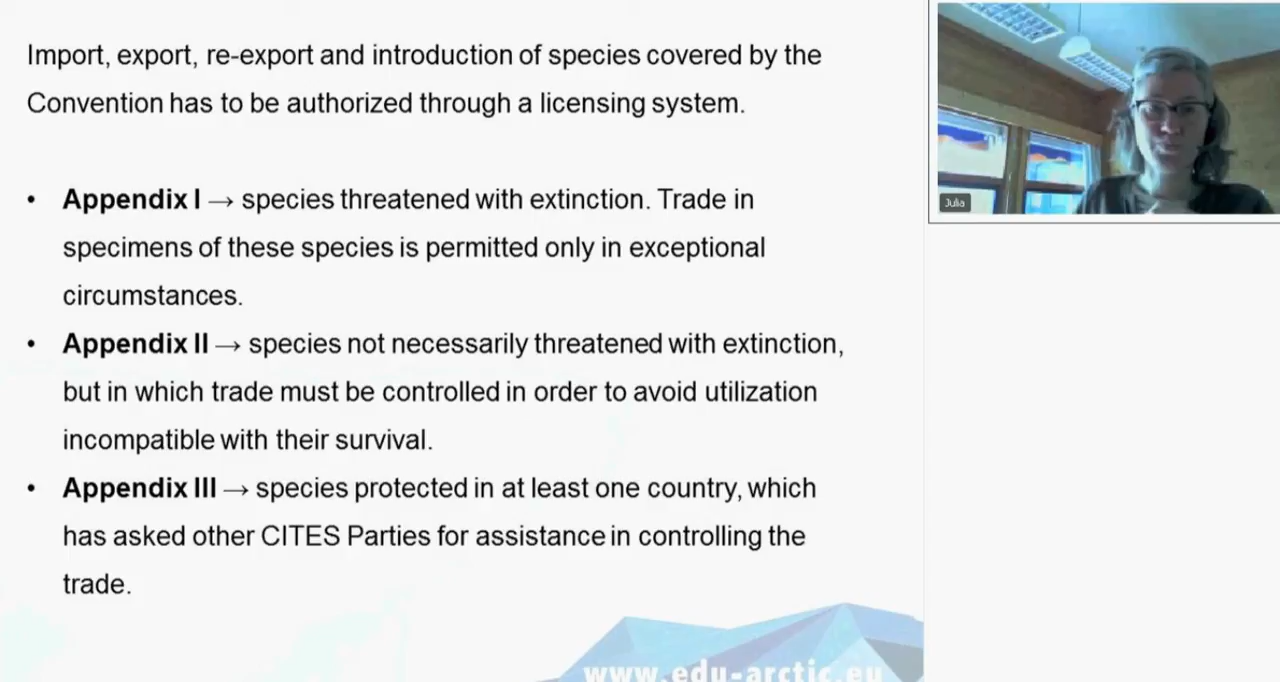 Import, export, re-export and introduction of species covered by the
Convention has to be authorized through a licensing system.
• Appendix I → species threatened with extinction. Trade in
specimens of these species is permitted only in exceptional
circumstances.
• Appendix II → species not necessarily threatened with extinction,
but in which trade must be controlled in order to avoid utilization
incompatible with their survival.
• Appendix III → species protected in at least one country, which
has asked other CITES Parties for assistance in controlling the
trade.
www.edu-arctic.eu
Julia